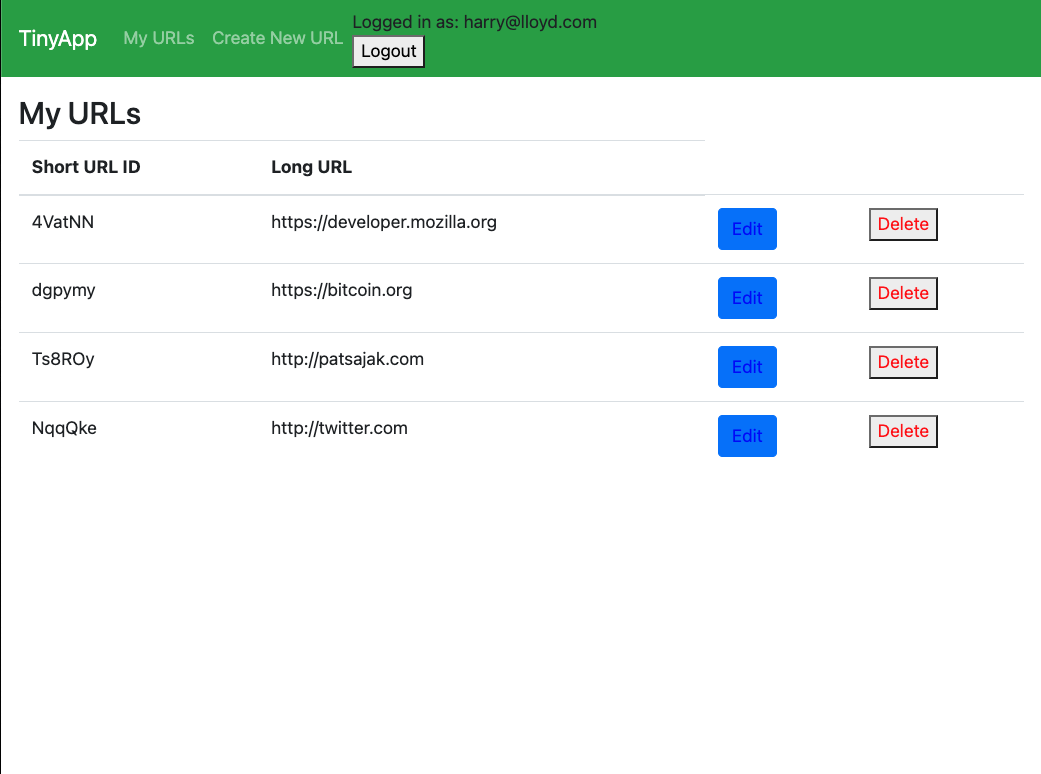 Logged in as: harry@lloyd.com
TinyApp My URLs Create New URL
Logout
My URLs
Short URL ID Long URL
4VatNN https://developer.mozilla.org Edit Delete
dgpymy https://bitcoin.org Edit Delete
Ts8ROy http://patsajak.com Edit Delete
NqqQke http://twitter.com Edit Delete